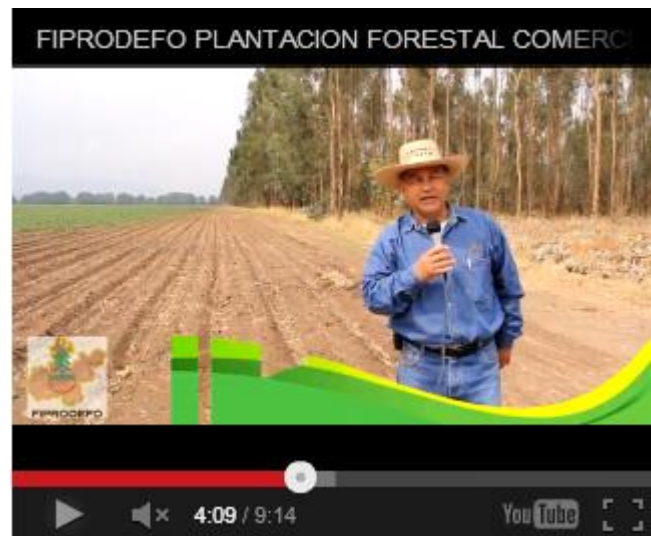 FIPRODEFO PLANTACION FORESTAL COMERC
FIPRODEFO
4:09 / 9:14
YouTube